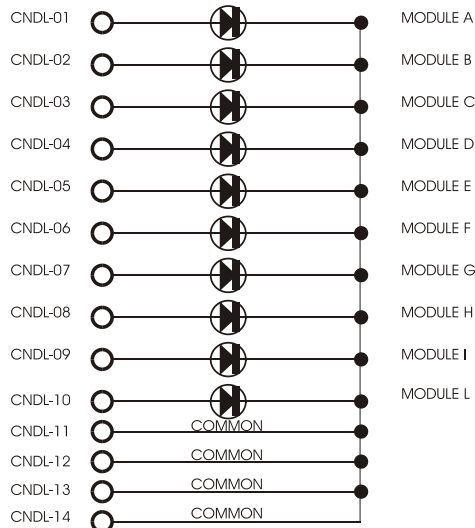 CNDL-01 MODULE A
CNDL-02 MODULE B
CNDL-03 MODULE C
CNDL-04 MODULE D
CNDL-05 MODULE E
CNDL-06 MODULE F
CNDL-07 MODULE G
CNDL-08 MODULE H
CNDL-09 MODULE I
CNDL-10 MODULE L
CNDL-11 COMMON
CNDL-12 COMMON
CNDL-13 COMMON
CNDL-14 COMMON